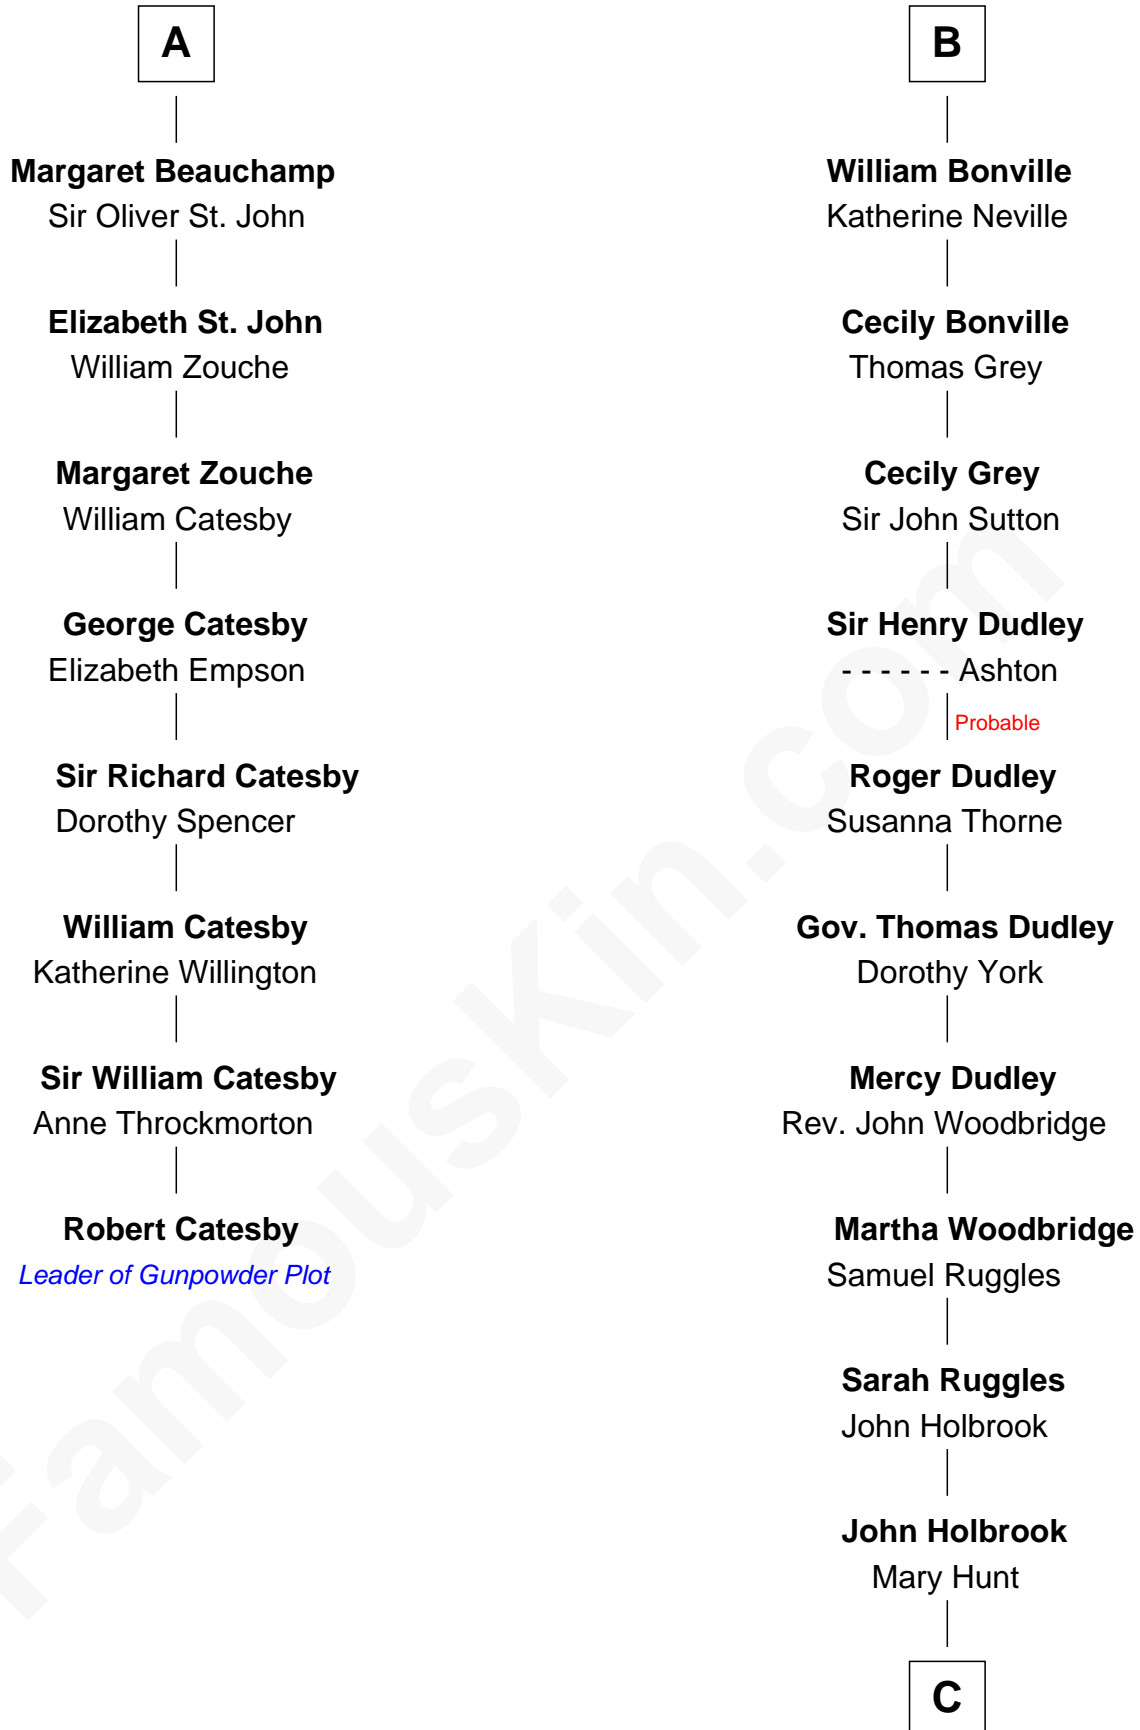 A
Margaret Beauchamp
Sir Oliver St. John
Elizabeth St. John
William Zouche
Margaret Zouche
William Catesby
George Catesby
Elizabeth Empson
Sir Richard Catesby
Dorothy Spencer
William Catesby
Katherine Willington
Sir William Catesby
Anne Throckmorton
Robert Catesby
Leader of Gunpowder Plot
B
William Bonville
Katherine Neville
Cecily Bonville
Thomas Grey
Cecily Grey
Sir John Sutton
Sir Henry Dudley
- - - - - - Ashton
Probable
Roger Dudley
Susanna Thorne
Gov. Thomas Dudley
Dorothy York
Mercy Dudley
Rev. John Woodbridge
Martha Woodbridge
Samuel Ruggles
Sarah Ruggles
John Holbrook
John Holbrook
Mary Hunt
C
FamousKin.com